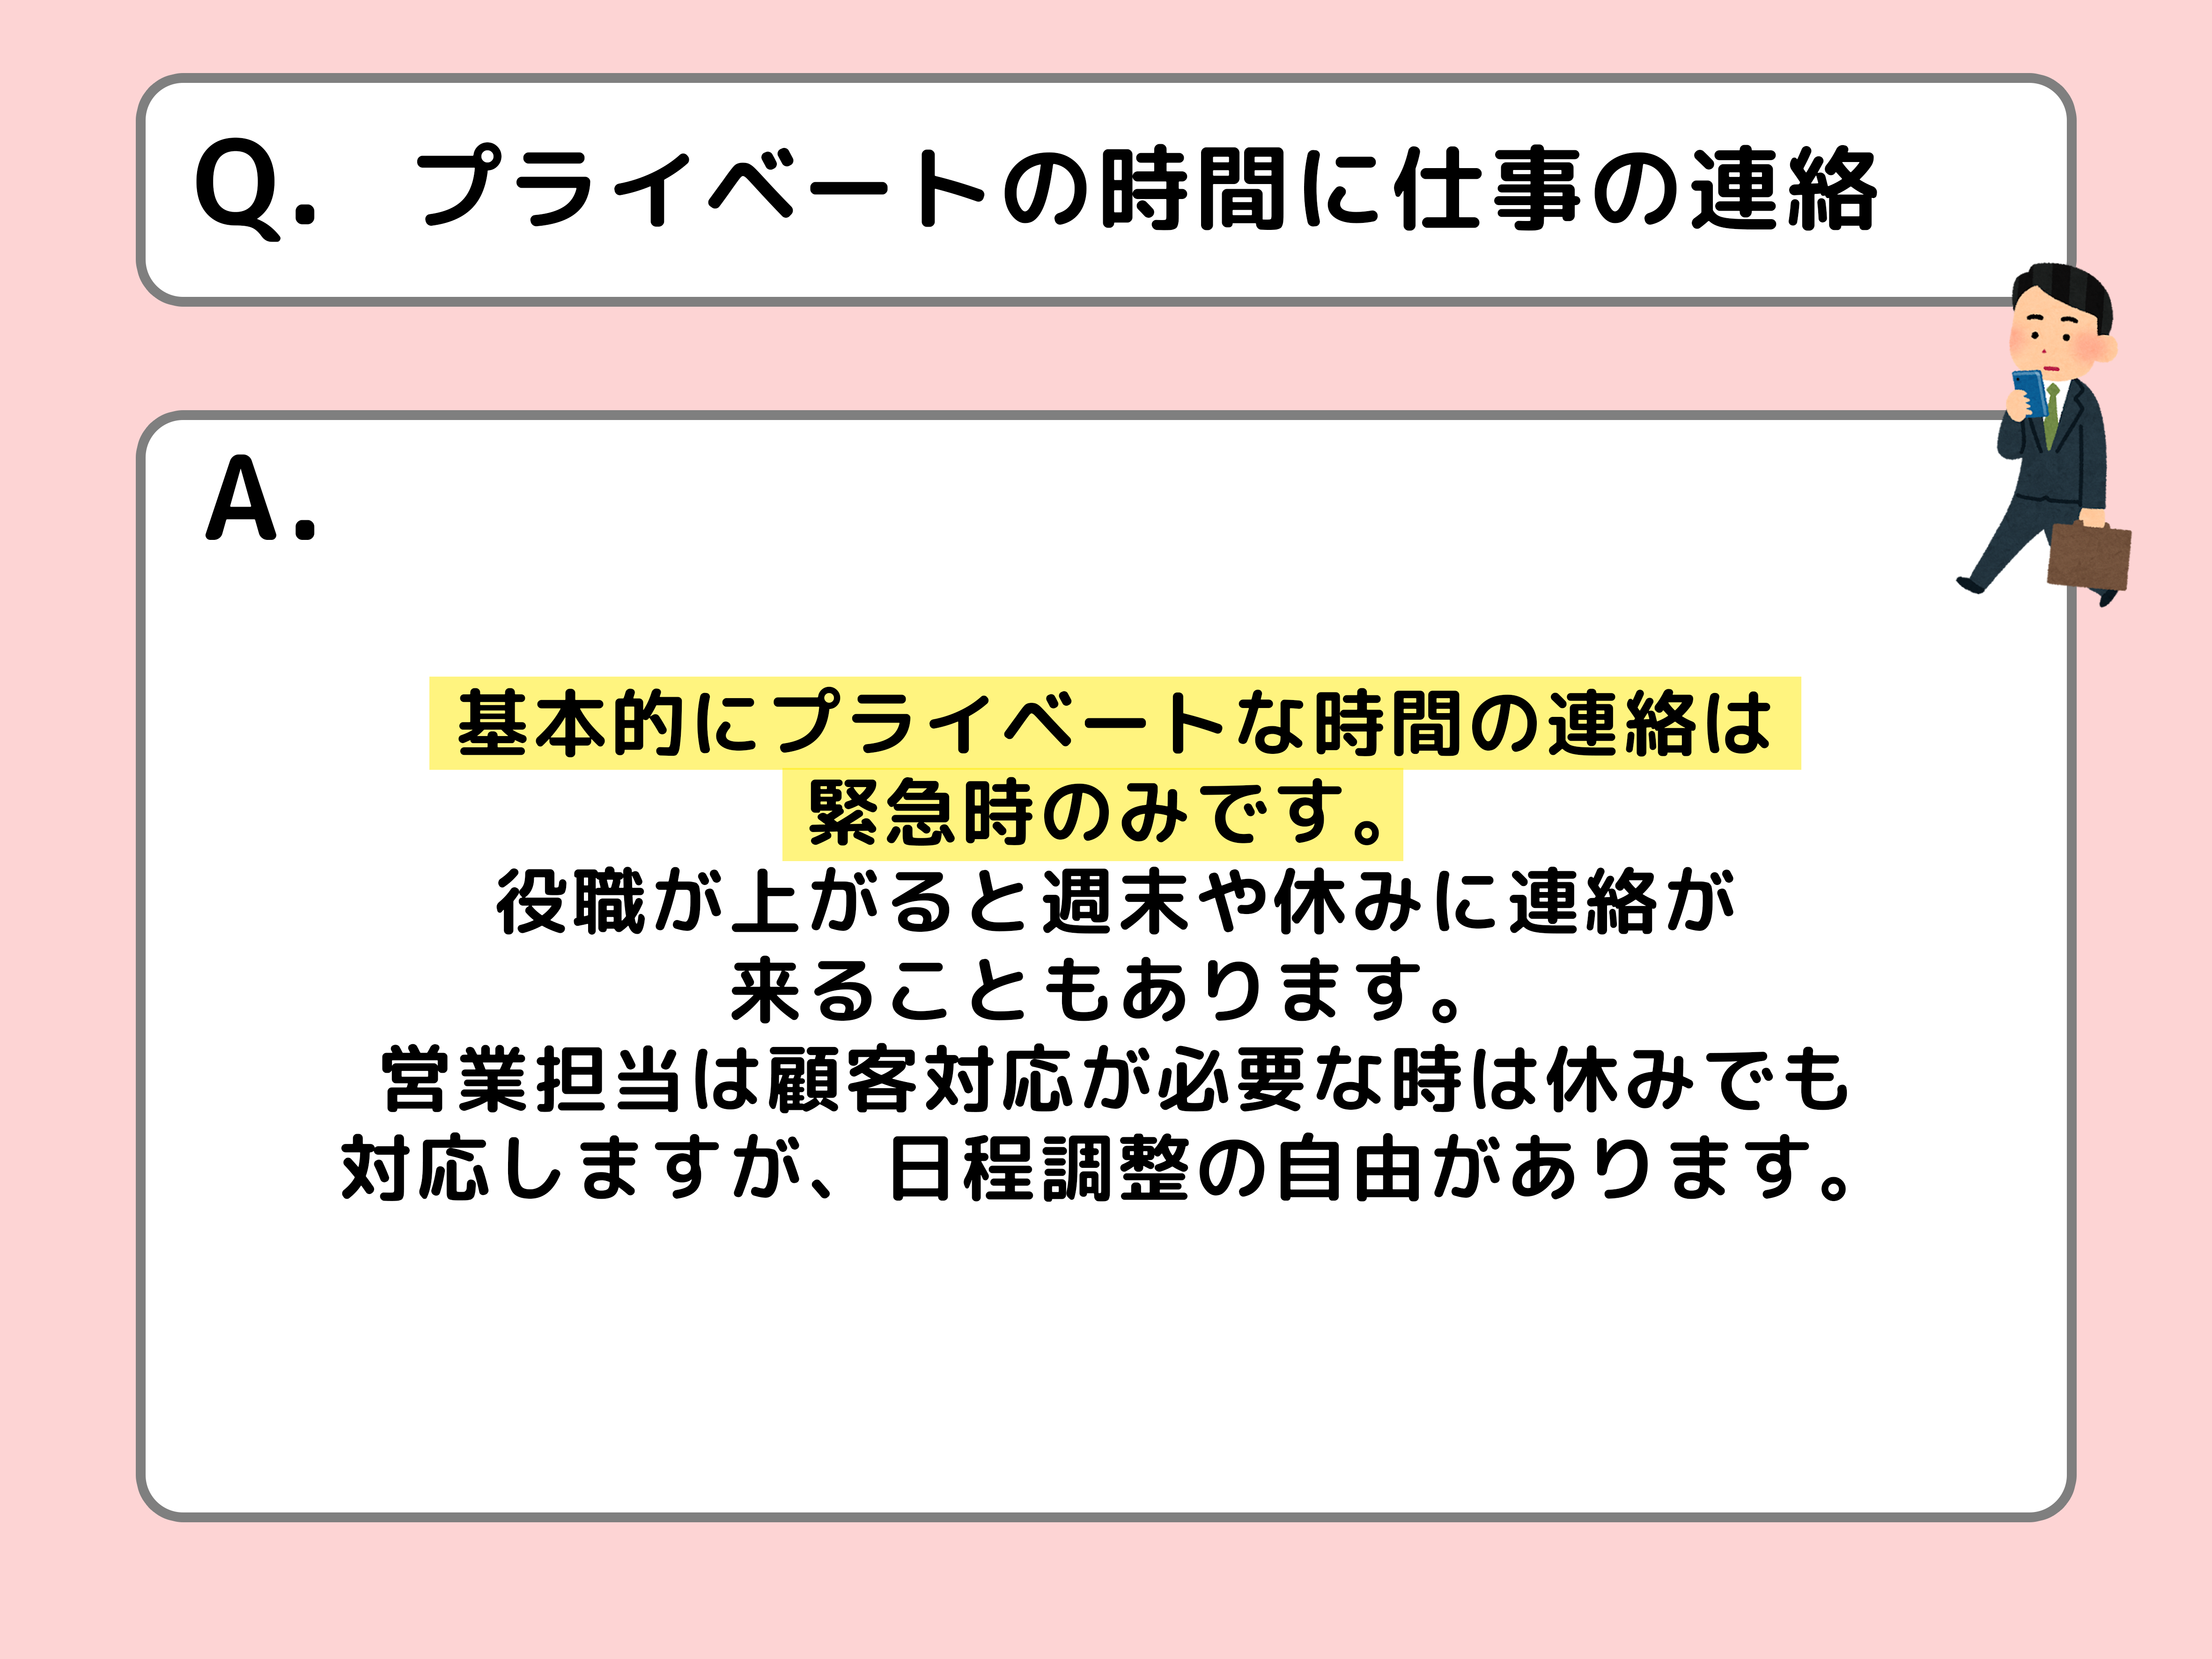 Q. プライベートの時間に仕事の連絡
A.
基本的にプライベートな時間の連絡は
緊急時のみです。
役職が上がると週末や休みに連絡が
来ることもあります。
営業担当は顧客対応が必要な時は休みでも
対応しますが、日程調整の自由があります。